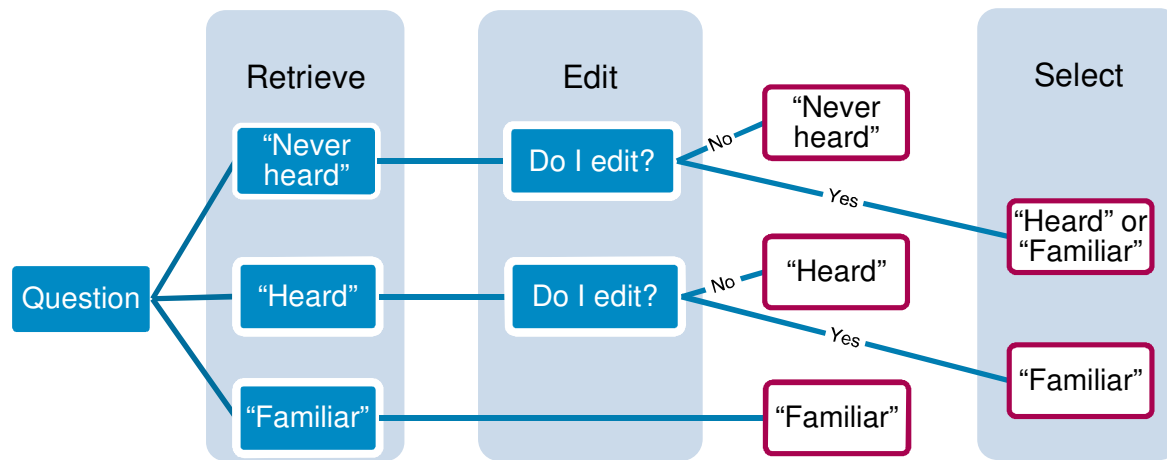 Retrieve
Edit
Select
“Never
heard”
Do I edit?
No
“Never
heard”
Yes
“Heard” or
“Familiar”
Question
“Heard”
Do I edit?
No
“Heard”
Yes
“Familiar”
“Familiar”
“Familiar”